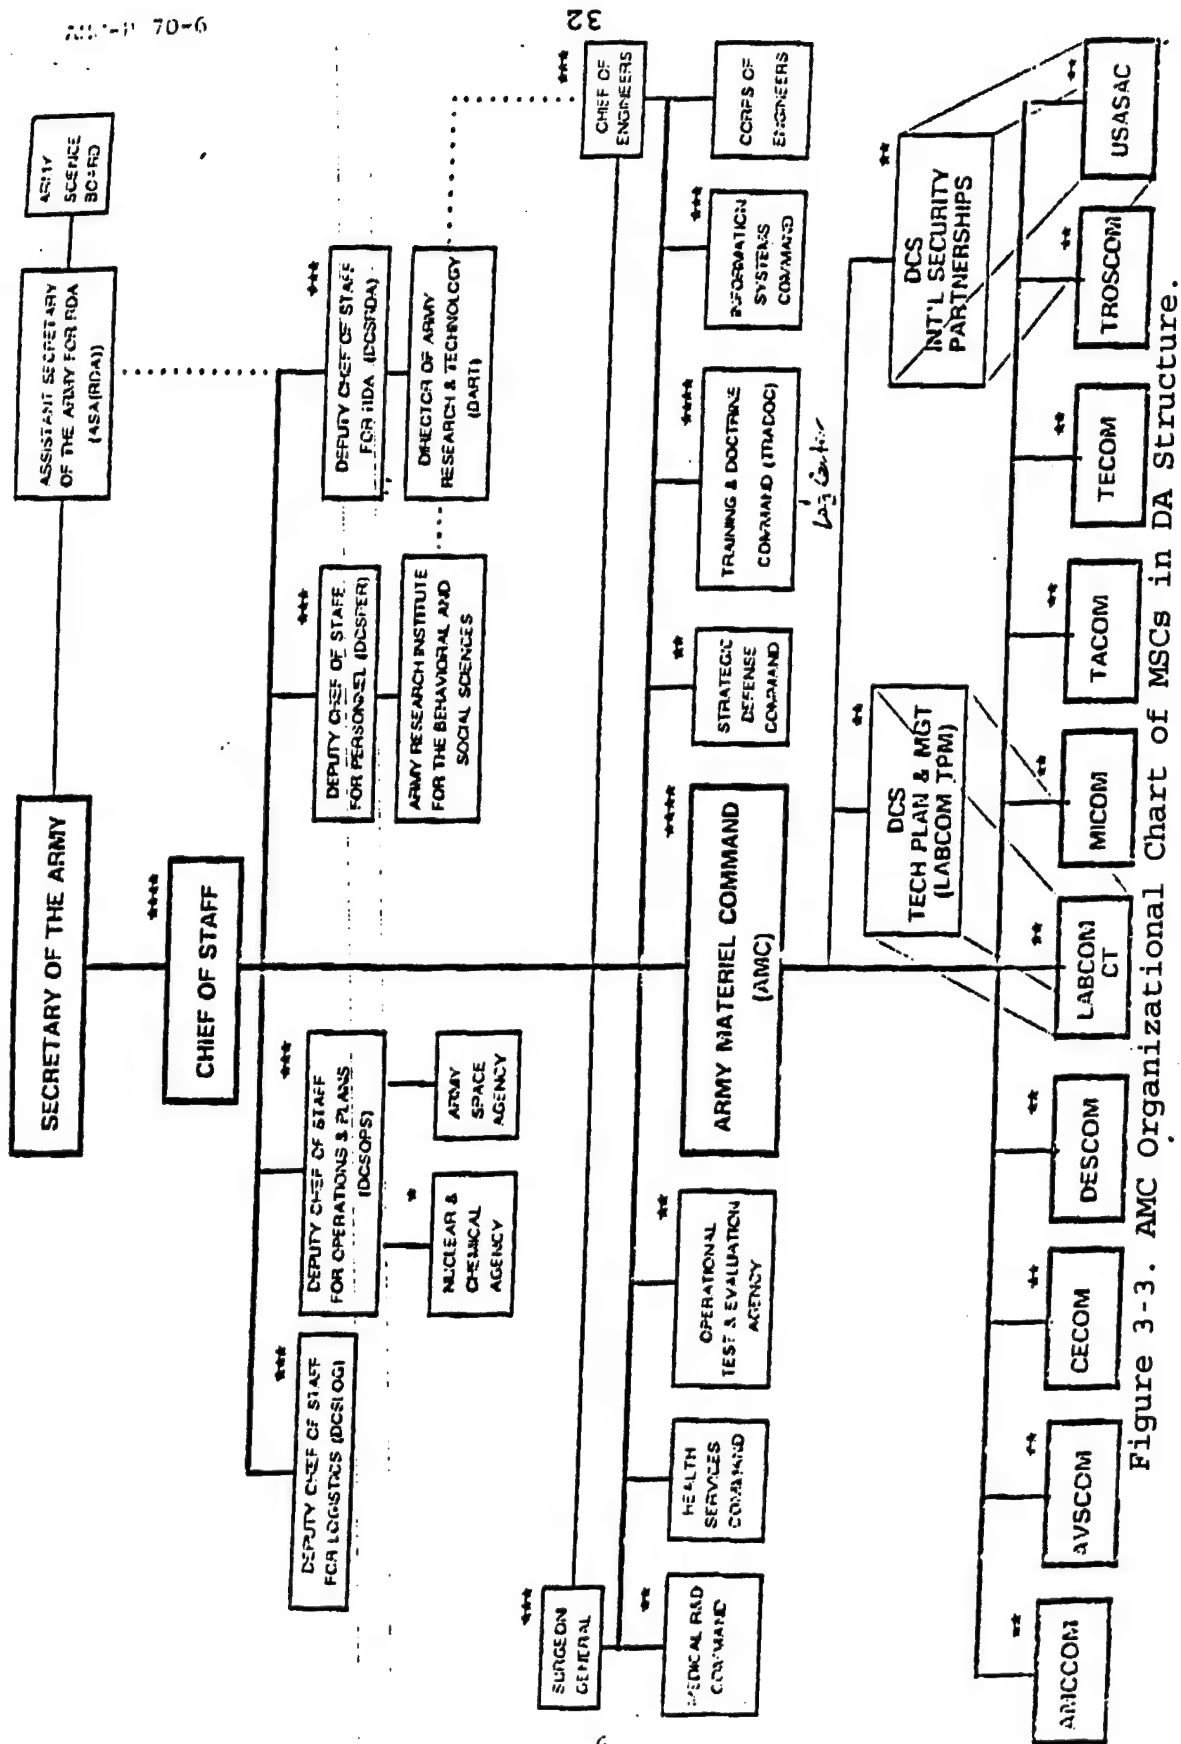 70-6
SECRETARY OF THE ARMY
ASSISTANT SECRETARY
OF THE ARMY FOR RDA
(ASA(RDA))
ARMY
SCIENCE
BOARD
****
CHIEF OF STAFF
***
DEPUTY CHIEF OF STAFF
FOR LOGISTICS (DCSLOG)
***
DEPUTY CHIEF OF STAFF
FOR OPERATIONS & PLANS
(DCSOPS)
***
DEPUTY CHIEF OF STAFF
FOR PERSONNEL (DCSPER)
***
DEPUTY CHIEF OF STAFF
FOR RDA (DCSRDA)
*
NUCLEAR &
CHEMICAL
AGENCY
ARMY
SPACE
AGENCY
ARMY RESEARCH INSTITUTE
FOR THE BEHAVIORAL AND
SOCIAL SCIENCES
DIRECTOR OF ARMY
RESEARCH & TECHNOLOGY
(DART)
***
SURGEON
GENERAL
***
CHIEF OF
ENGINEERS
**
MEDICAL R&D
COMMAND
HEALTH
SERVICES
COMMAND
**
OPERATIONAL
TEST & EVALUATION
AGENCY
****
ARMY MATERIEL COMMAND
(AMC)
**
STRATEGIC
DEFENSE
COMMAND
****
TRAINING & DOCTRINE
COMMAND (TRADOC)
***
INFORMATION
SYSTEMS
COMMAND
CORPS OF
ENGINEERS
Log Center
**
DCS
TECH PLAN & MGT
(LABCOM TPM)
**
DCS
INT'L SECURITY
PARTNERSHIPS
**
AMCCOM
**
AVSCOM
**
CECOM
**
DESCOM
**
LABCOM
CT
**
MICOM
**
TACOM
**
TECOM
**
TROSCOM
**
USASAC
Figure 3-3. AMC Organizational Chart of MSCs in DA Structure.
32